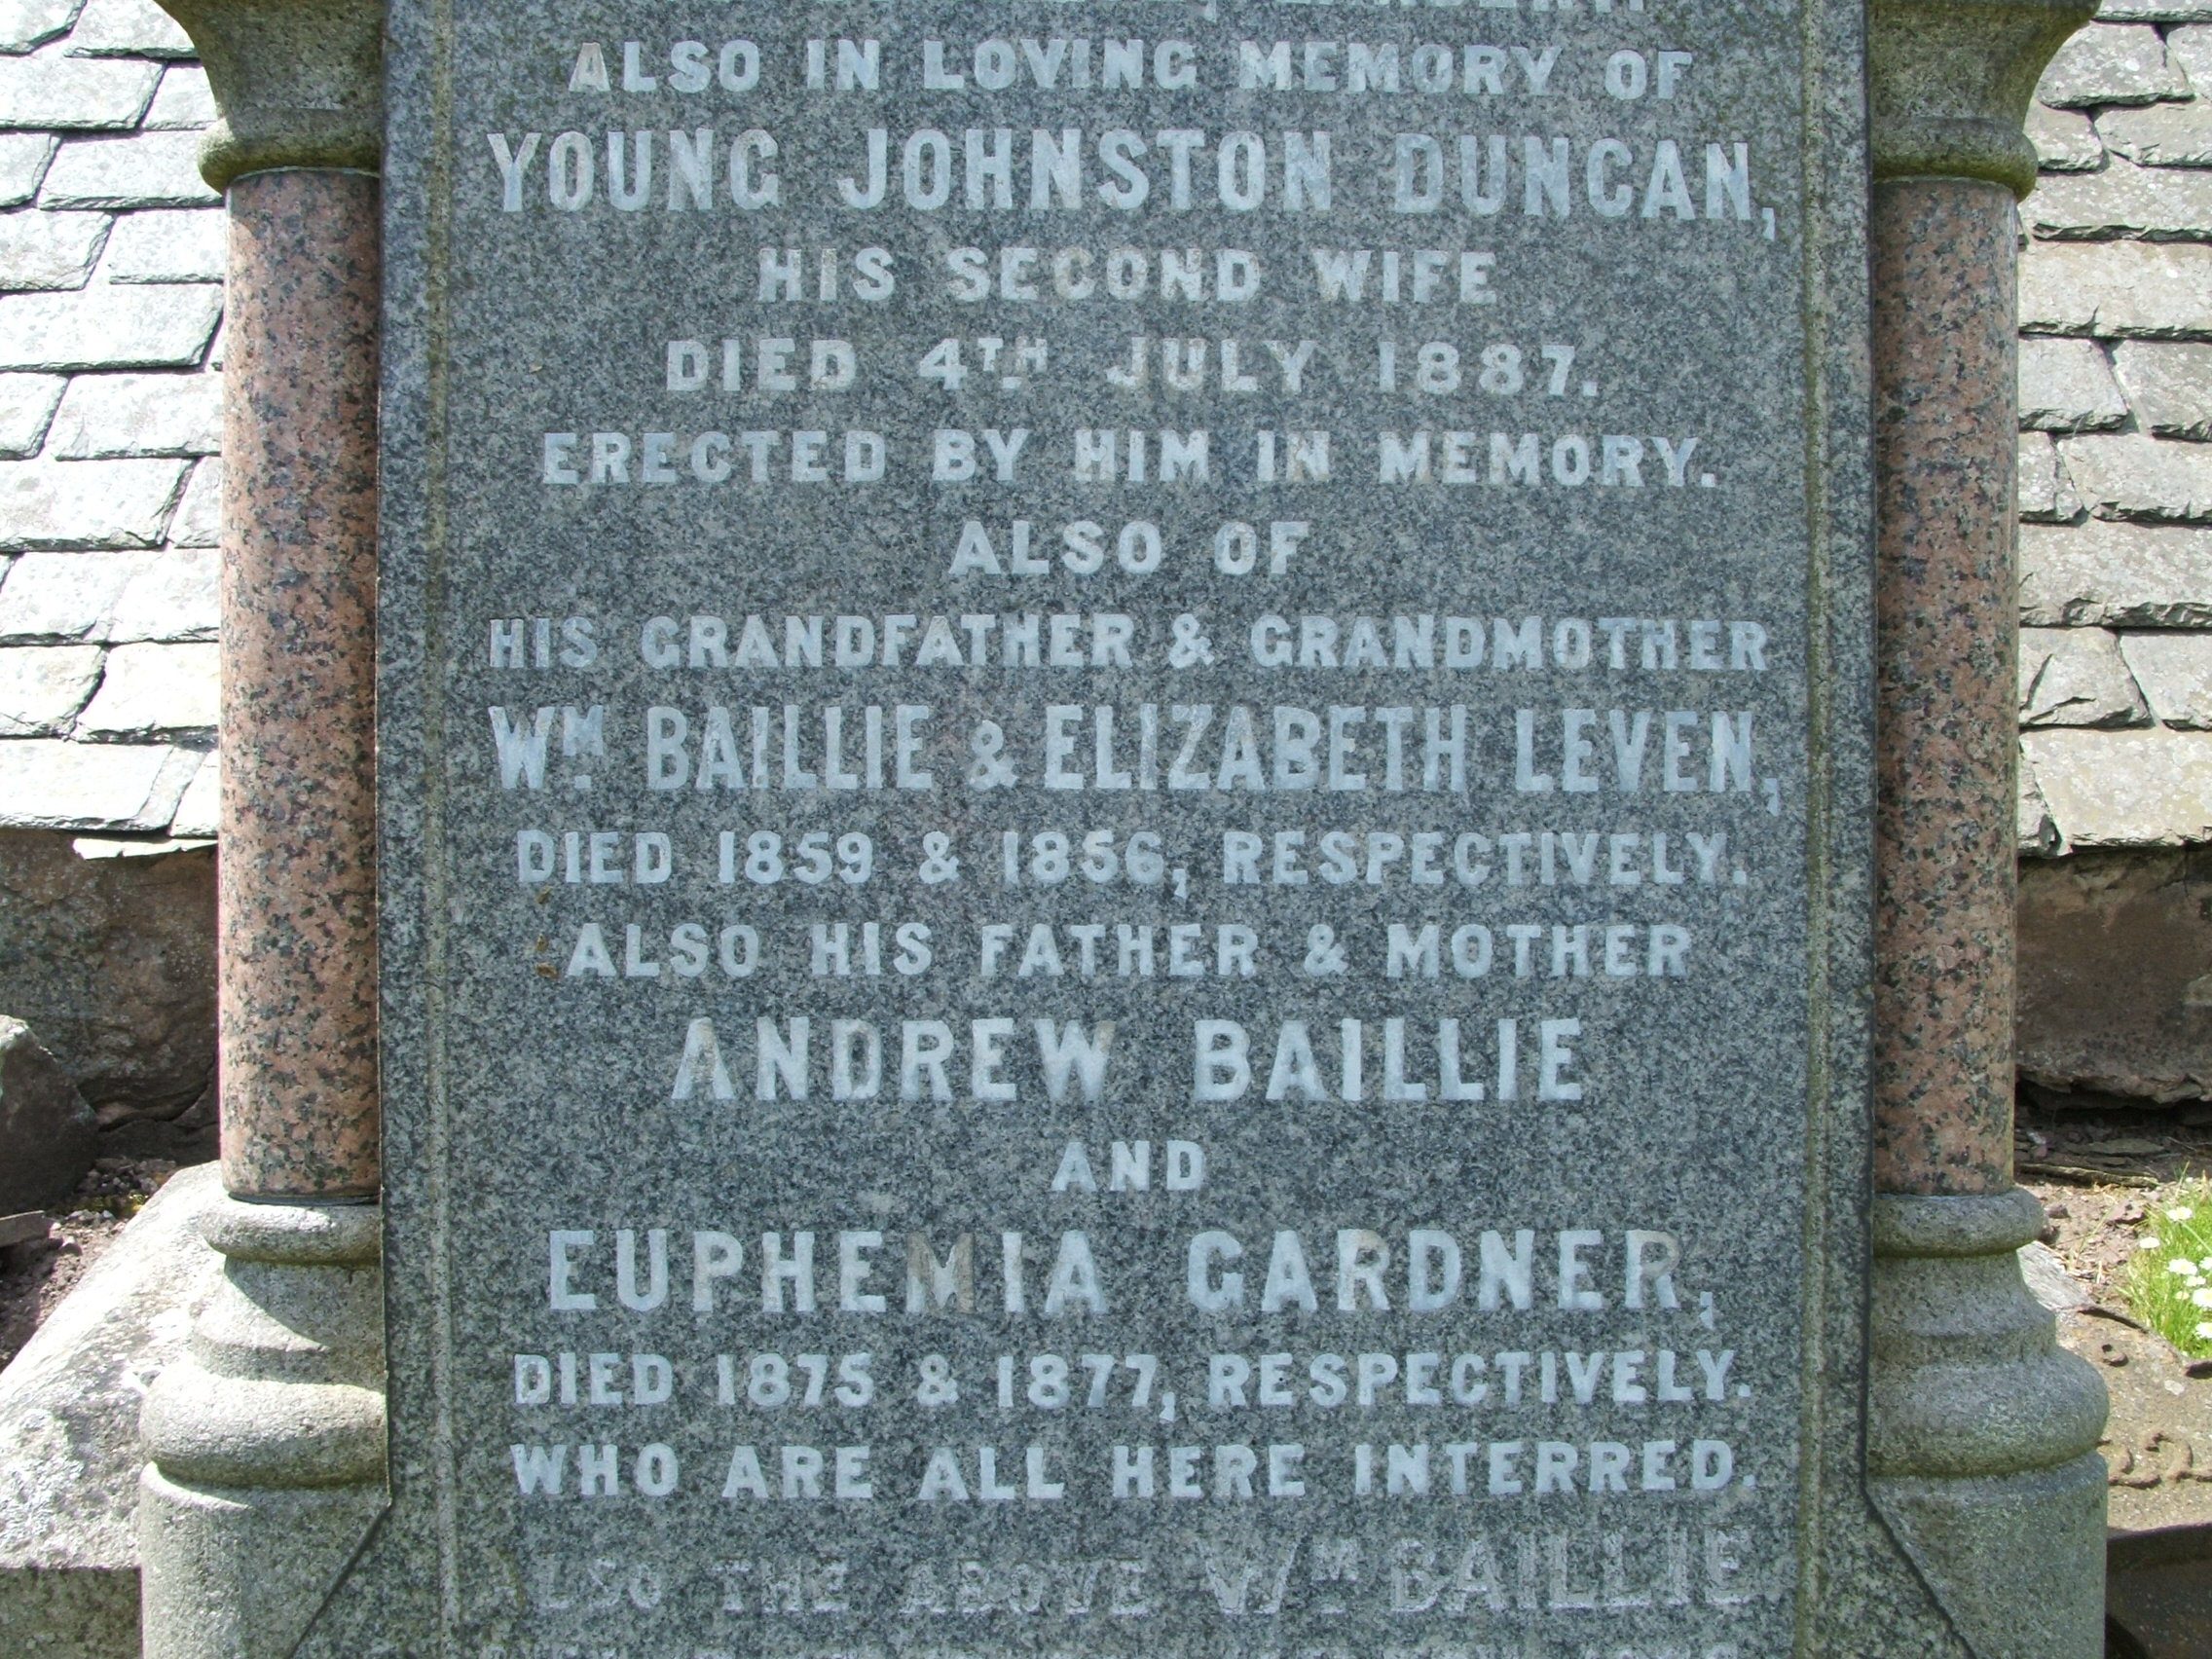 ALSO IN LOVING MEMORY OF
YOUNG JOHNSTON DUNCAN,
HIS SECOND WIFE
DIED 4TH JULY 1887.
ERECTED BY HIM IN MEMORY.
ALSO OF
HIS GRANDFATHER & GRANDMOTHER
WM BAILLIE & ELIZABETH LEVEN,
DIED 1859 & 1856, RESPECTIVELY.
ALSO HIS FATHER & MOTHER
ANDREW BAILLIE
AND
EUPHEMIA GARDNER,
DIED 1875 & 1877, RESPECTIVELY.
WHO ARE ALL HERE INTERRED.
ALSO THE ABOVE WM BAILLIE